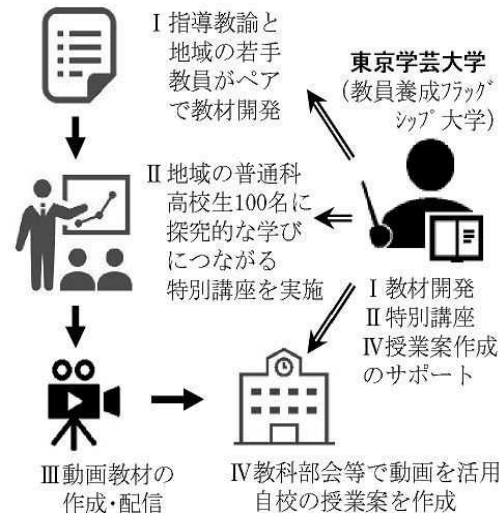 Ⅰ指導教諭と
地域の若手
教員がペア
で教材開発
東京学芸大学
(教員養成ﾌﾗｯｸﾞ
ｼｯﾌﾟ大学)
Ⅱ地域の普通科
高校生100名に
探究的な学び
につながる
特別講座を実施
Ⅰ教材開発
Ⅱ特別講座
Ⅳ授業案作成
のサポート
Ⅲ動画教材の
作成・配信
Ⅳ教科部会等で動画を活用
自校の授業案を作成